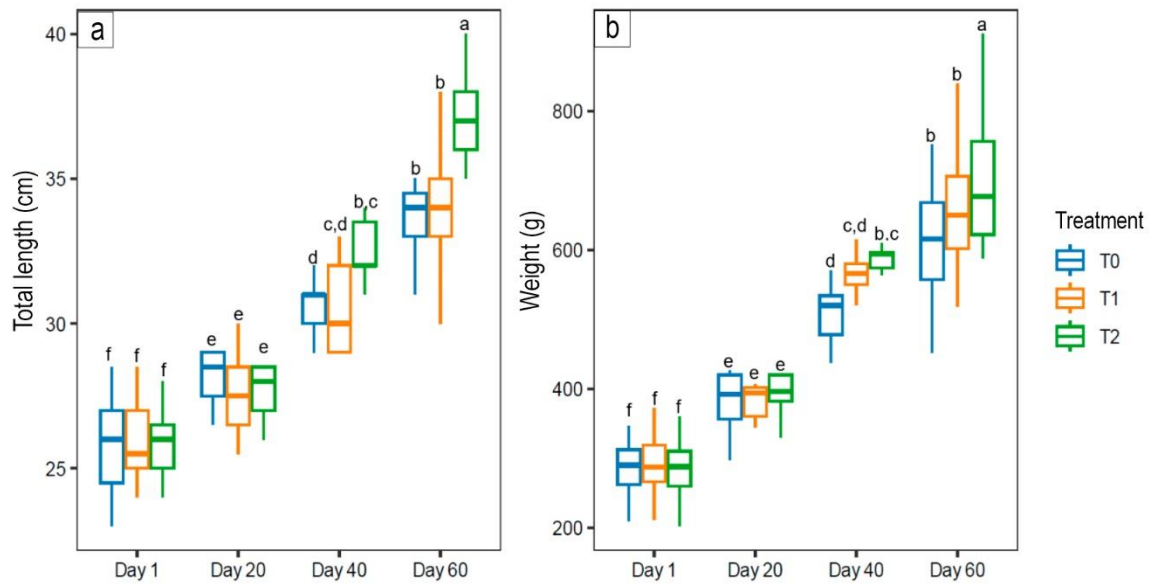 a
Total length (cm)
40
35
30
25
f
f
f
e
e
e
d
c,d
b,c
b
b
a
Day 1
Day 20
Day 40
Day 60
b
Weight (g)
800
600
400
200
f
f
f
e
e
e
d
c,d
b,c
b
b
a
Day 1
Day 20
Day 40
Day 60
Treatment
T0
T1
T2